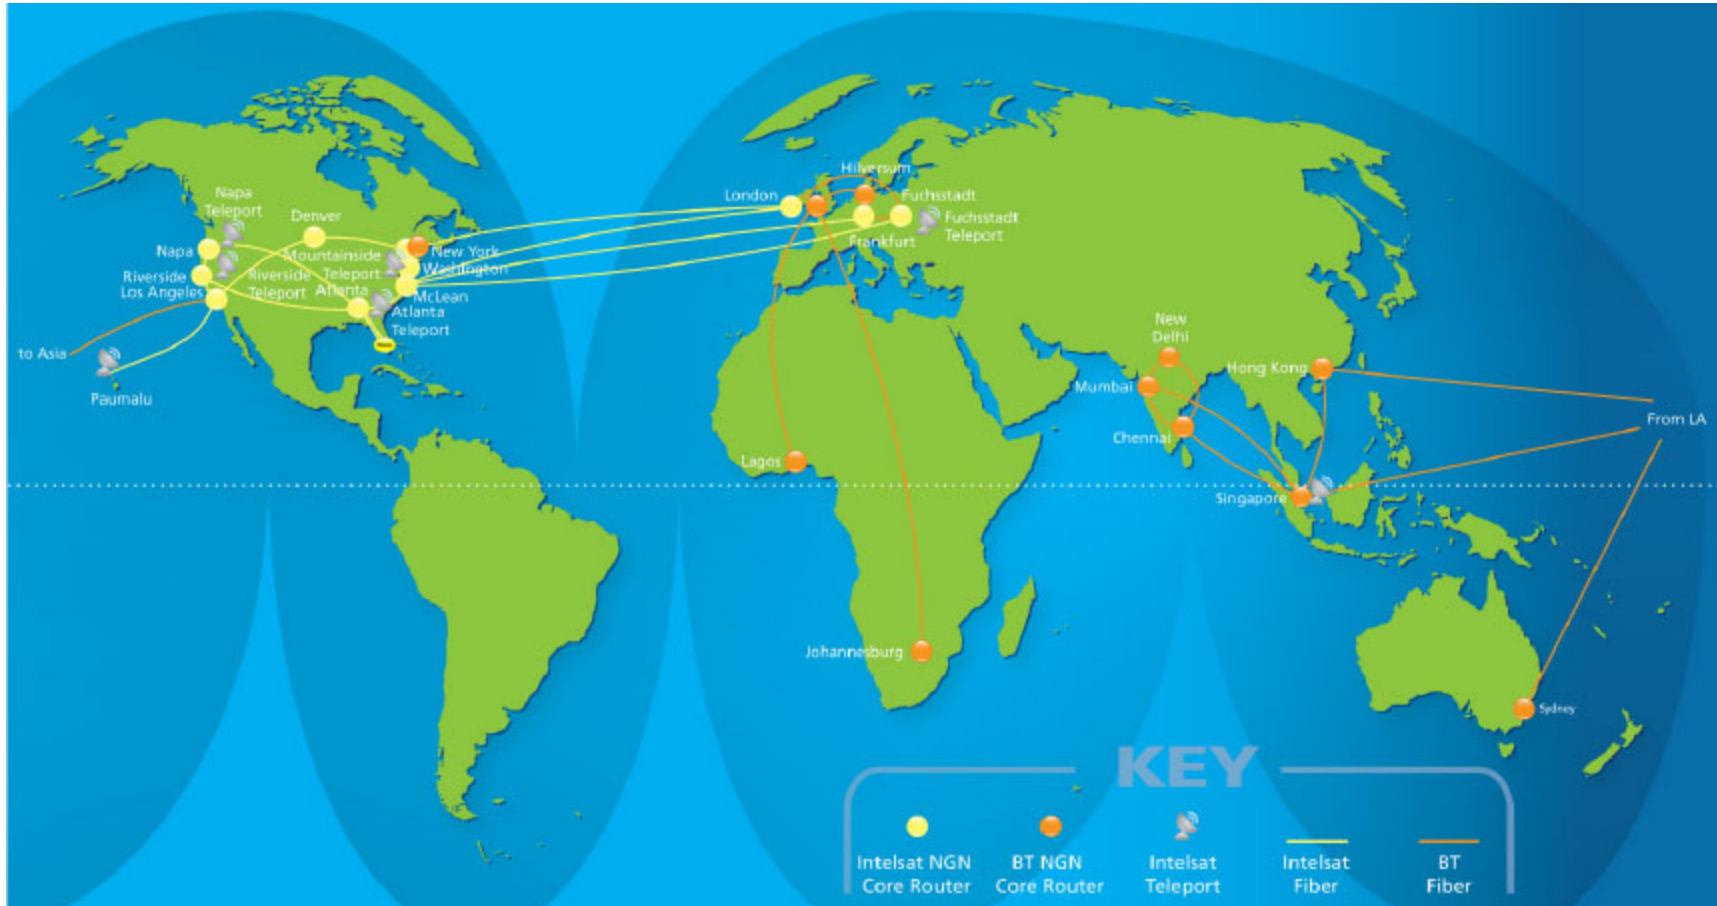 Napa
Teleport
Denver
Napa
Mountainside
Teleport
New York
Washington
Riverside
Los Angeles
Riverside
Teleport
Atlanta
McLean
Atlanta
Teleport
to Asia
Paumalu
London
Hilversum
Fuchsstadt
Fuchsstadt
Teleport
Frankfurt
New
Delhi
Mumbai
Hong Kong
Chennai
From LA
Lagos
Singapore
Johannesburg
Sydney
KEY
Intelsat NGN
Core Router
BT NGN
Core Router
Intelsat
Teleport
Intelsat
Fiber
BT
Fiber